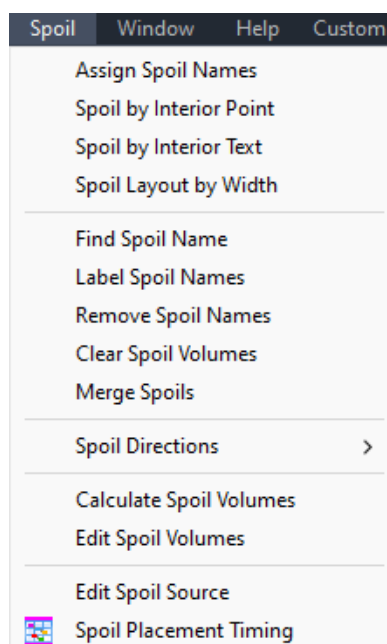 Spoil Window Help Custom
Assign Spoil Names
Spoil by Interior Point
Spoil by Interior Text
Spoil Layout by Width
Find Spoil Name
Label Spoil Names
Remove Spoil Names
Clear Spoil Volumes
Merge Spoils
Spoil Directions
Calculate Spoil Volumes
Edit Spoil Volumes
Edit Spoil Source
Spoil Placement Timing